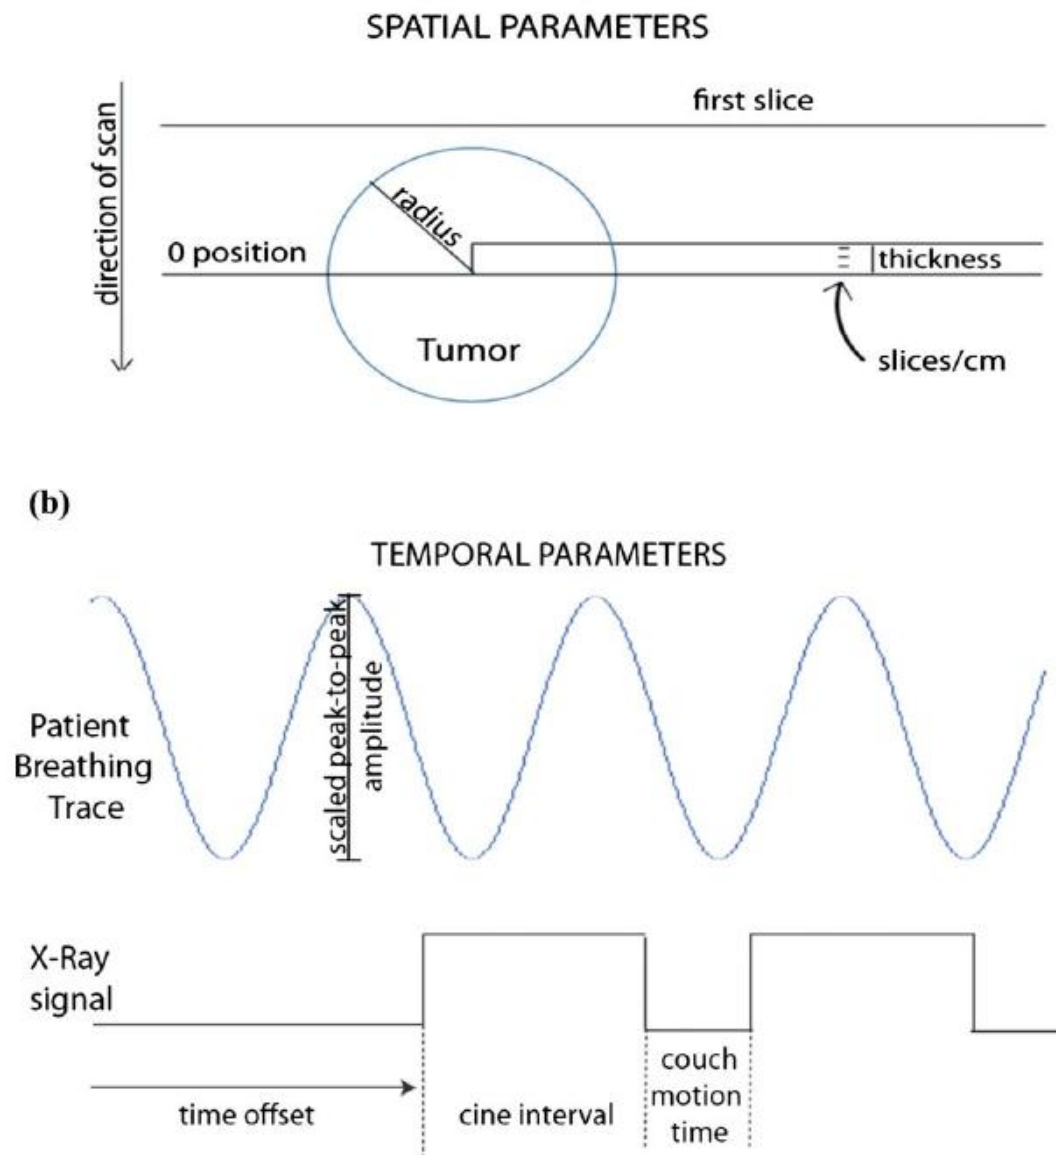 SPATIAL PARAMETERS
first slice
direction of scan
radius
0 position
thickness
Tumor
slices/cm
(b)
TEMPORAL PARAMETERS
scaled peak-to-peak
amplitude
Patient
Breathing
Trace
X-Ray
signal
time offset
cine interval
couch
motion
time